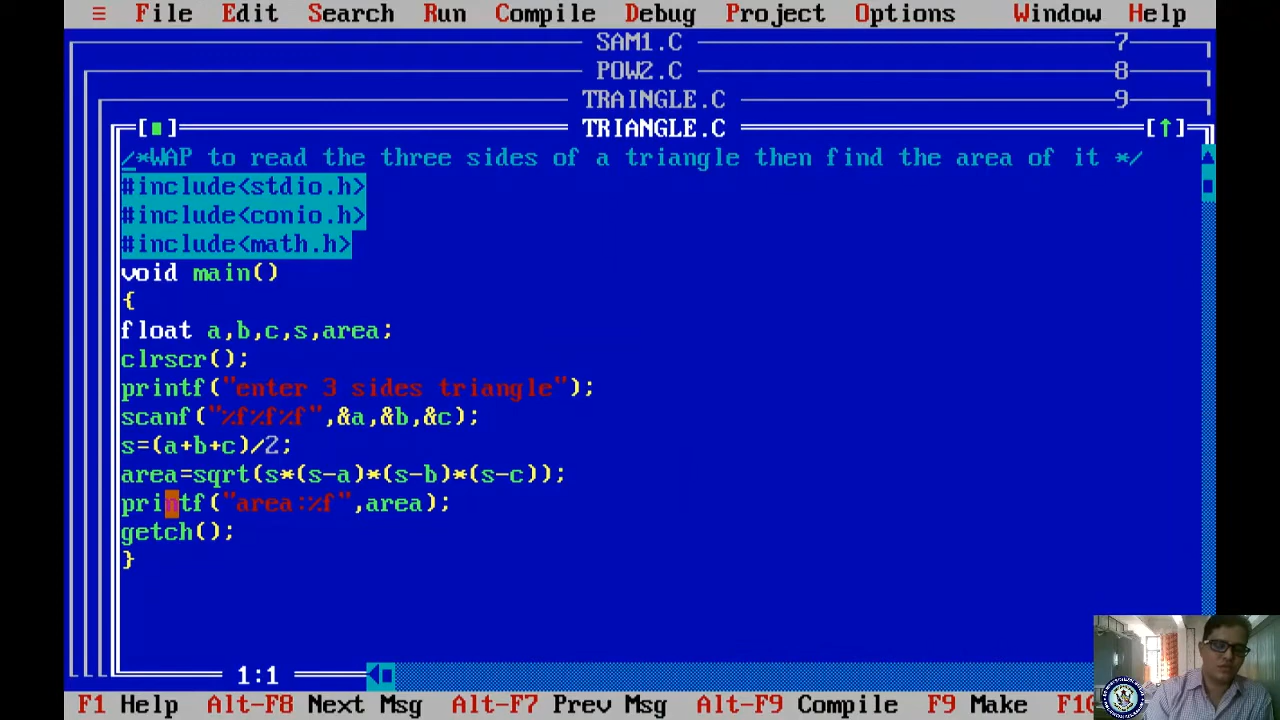 ≡ File Edit Search Run Compile Debug Project Options Window Help
SAM1.C 7
POW2.C 8
TRAINGLE.C 9
[■] TRIANGLE.C [↑]
/*WAP to read the three sides of a triangle then find the area of it */
#include<stdio.h>
#include<conio.h>
#include<math.h>
void main()
{
float a,b,c,s,area;
clrscr();
printf("enter 3 sides triangle");
scanf("%f%f%f",&a,&b,&c);
s=(a+b+c)/2;
area=sqrt(s*(s-a)*(s-b)*(s-c));
printf("area:%f",area);
getch();
}
1:1
F1 Help Alt-F8 Next Msg Alt-F7 Prev Msg Alt-F9 Compile F9 Make